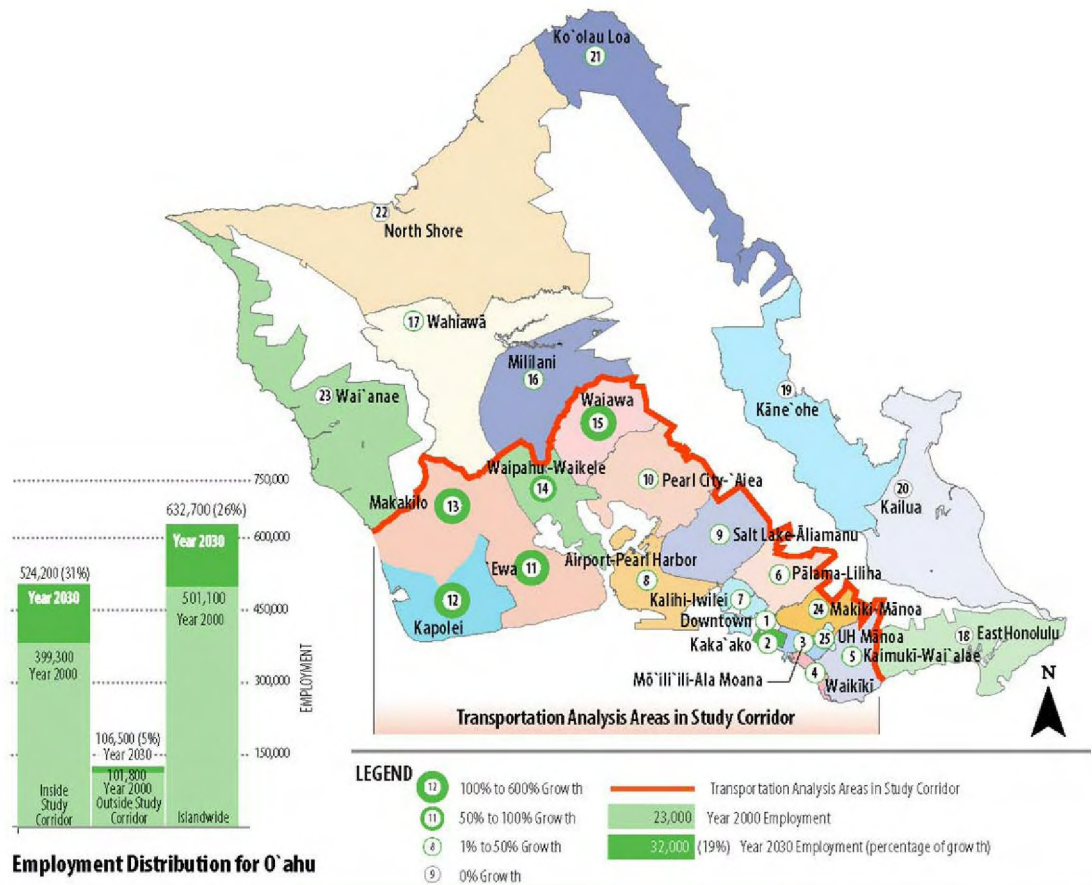 Ko`olau Loa
21
22
North Shore
17 Wahiawā
Mililani
16
23 Wai`anae
19
Kāne`ohe
Waiawa
15
20
Kailua
Waipahu-Waikele
14
10 Pearl City-`Aiea
Makakilo
13
9 Salt Lake-Āliamanu
`Ewa
11
Airport-Pearl Harbor
8
6
Pālama-Liliha
12
Kapolei
Kalihi-Iwilei 7
24
Makiki-Mānoa
Downtown 1
Kaka`ako 2
3
25 UH Mānoa
5 Kaimukī-Wai`alae
18
East Honolulu
Mō`ili`ili-Ala Moana
4
Waikīkī
N
Transportation Analysis Areas in Study Corridor
750,000
632,700 (26%)
Year 2030
600,000
524,200 (31%)
Year 2030
501,100
Year 2000
450,000
399,300
Year 2000
EMPLOYMENT
300,000
106,500 (5%)
Year 2030
150,000
101,800
Year 2000
Inside
Study
Corridor
Outside Study
Corridor
Islandwide
Employment Distribution for O`ahu
LEGEND
12 100% to 600% Growth
11 50% to 100% Growth
8 1% to 50% Growth
9 0% Growth
Transportation Analysis Areas in Study Corridor
23,000 Year 2000 Employment
32,000 (19%) Year 2030 Employment (percentage of growth)